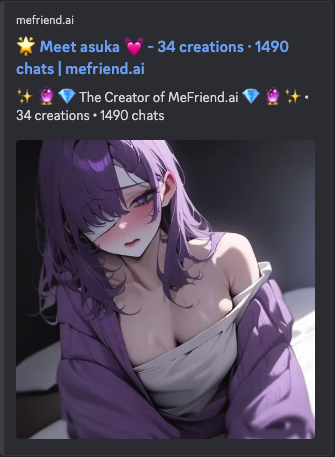 mefriend.ai
🌟 Meet asuka 💓 - 34 creations · 1490
chats | mefriend.ai
✨ 🔮 💎 The Creator of MeFriend.ai 💎 🔮 ✨ •
34 creations • 1490 chats